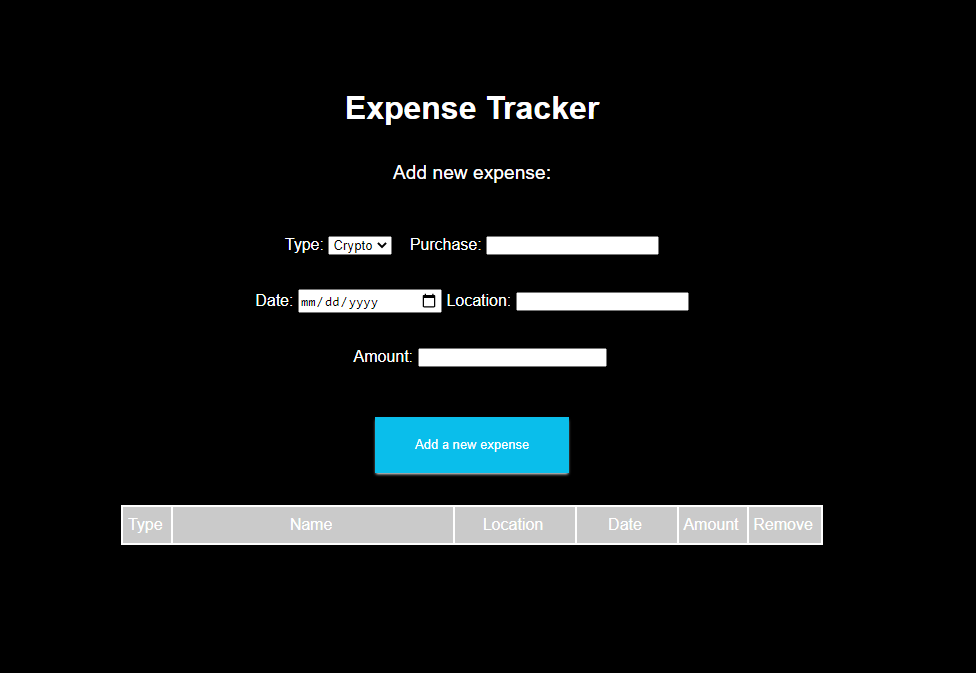 Expense Tracker
Add new expense:
Type: Crypto Purchase:
Date: mm/dd/yyyy Location:
Amount:
Add a new expense
Type Name Location Date Amount Remove